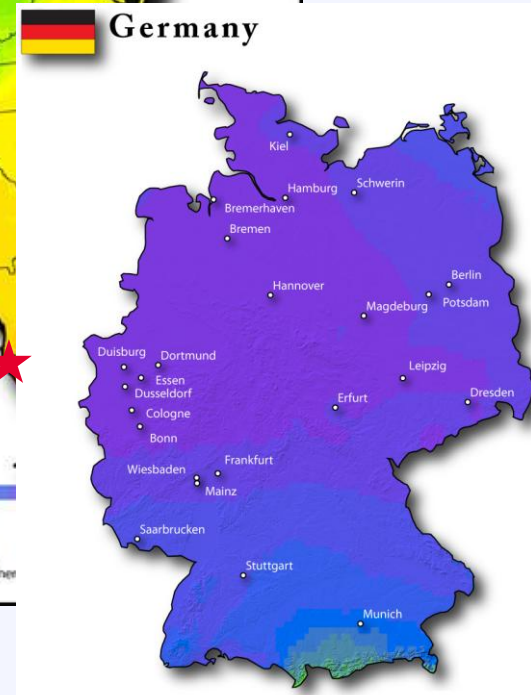 Germany
Kiel
Hamburg
Schwerin
Bremerhaven
Bremen
Berlin
Hannover
Potsdam
Magdeburg
Duisburg
Dortmund
Leipzig
Essen
Dusseldorf
Erfurt
Dresden
Cologne
Bonn
Frankfurt
Wiesbaden
Mainz
Saarbrucken
Stuttgart
Munich